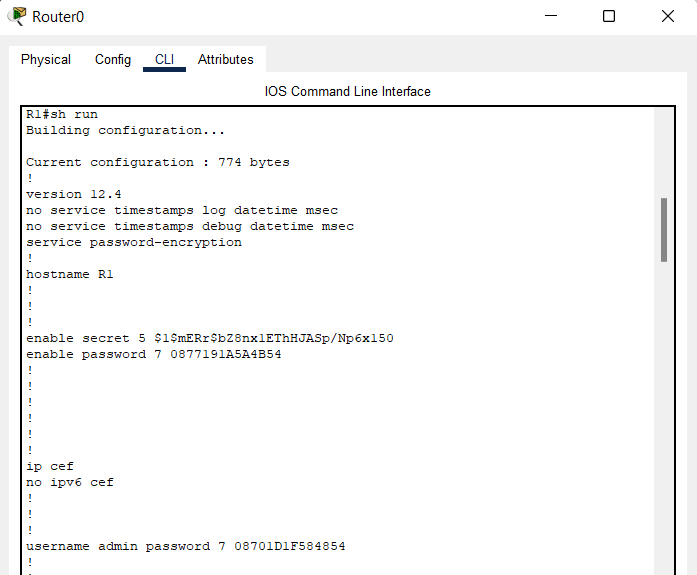 Router0
Physical Config CLI Attributes
IOS Command Line Interface
R1#sh run
Building configuration...
Current configuration : 774 bytes
!
version 12.4
no service timestamps log datetime msec
no service timestamps debug datetime msec
service password-encryption
!
hostname R1
!
!
!
enable secret 5 $1$mERr$bZ8nx1EThHJASp/Np6x150
enable password 7 0877191A5A4B54
!
!
!
!
!
!
ip cef
no ipv6 cef
!
!
!
username admin password 7 08701D1F584854
!
!